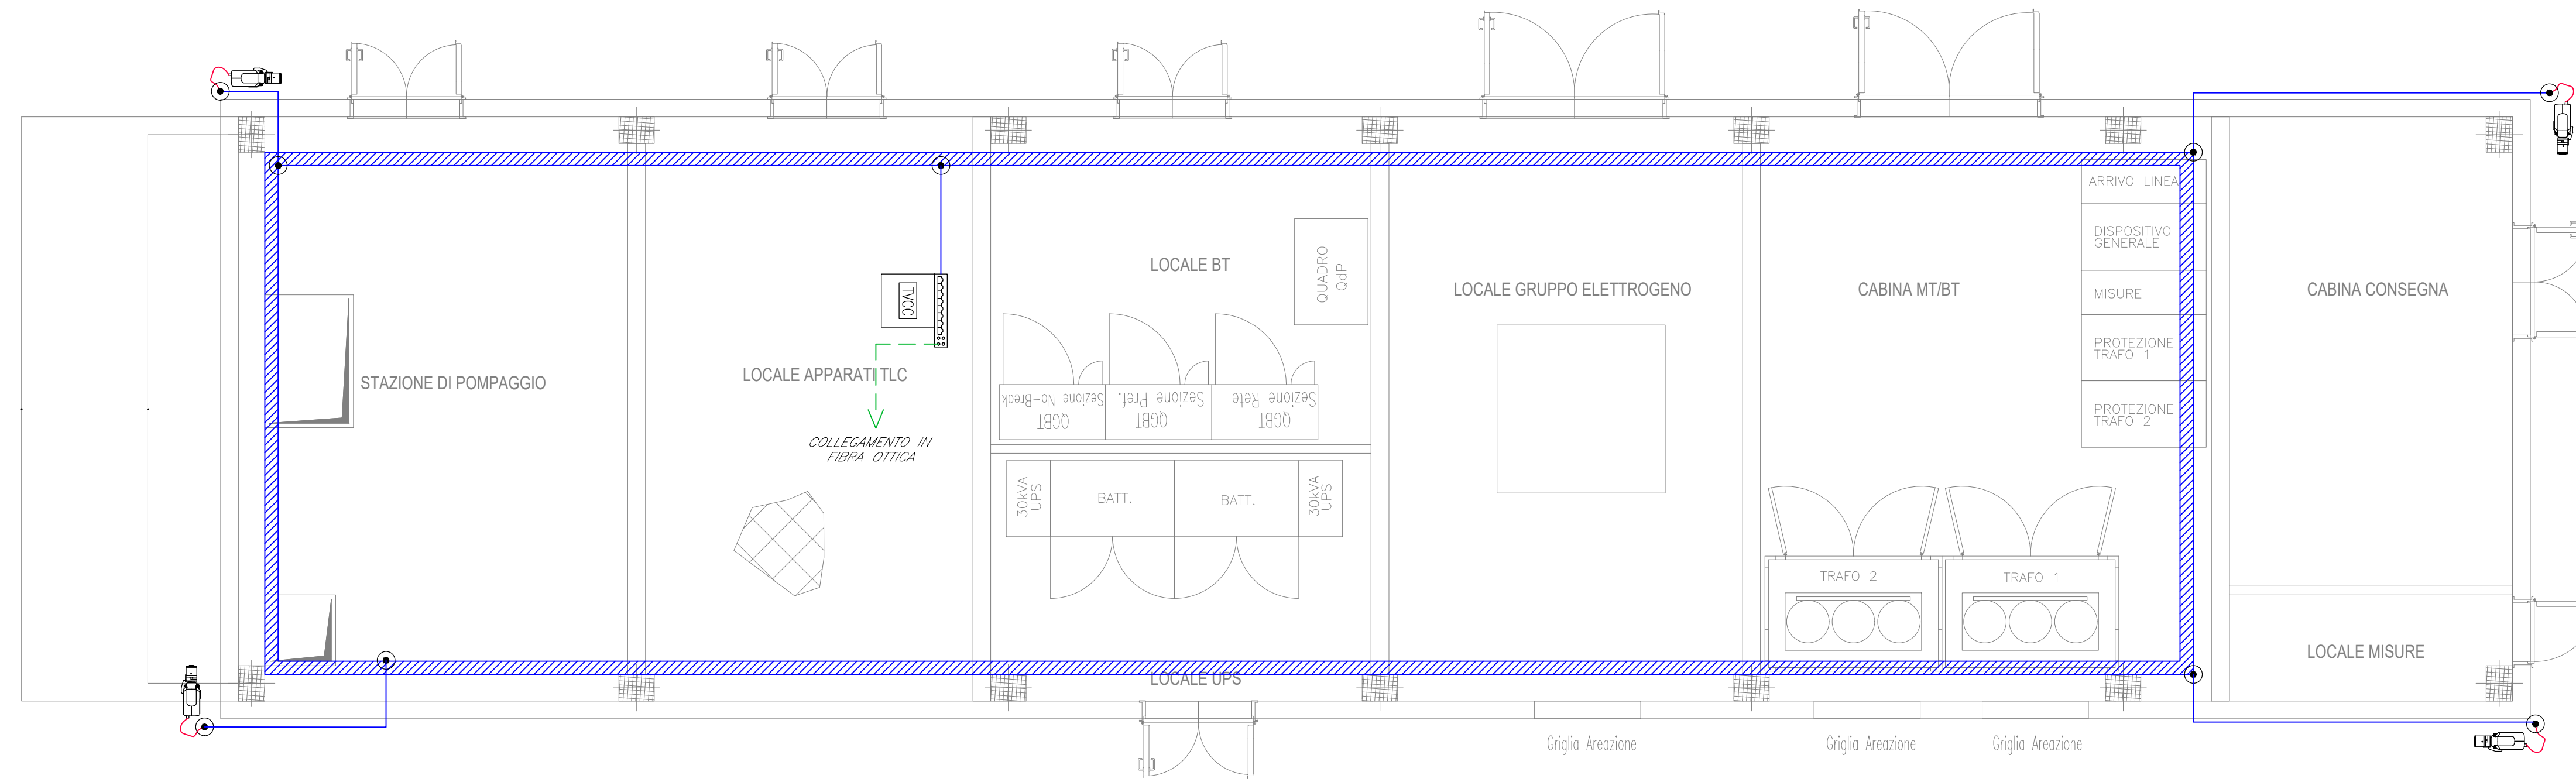 ARRIVO LINEA
DISPOSITIVO
GENERALE
MISURE
PROTEZIONE
TRAFO 1
PROTEZIONE
TRAFO 2
QUADRO
QdP
LOCALE BT
LOCALE GRUPPO ELETTROGENO
CABINA MT/BT
CABINA CONSEGNA
TVCC
STAZIONE DI POMPAGGIO
LOCALE APPARATI TLC
COLLEGAMENTO IN
FIBRA OTTICA
QGBT
Sezione No-Break
QGBT
Sezione Pref.
QGBT
Sezione Rete
30kVA
UPS
BATT.
BATT.
30kVA
UPS
TRAFO 2
TRAFO 1
LOCALE MISURE
LOCALE UPS
Griglia Areazione
Griglia Areazione
Griglia Areazione